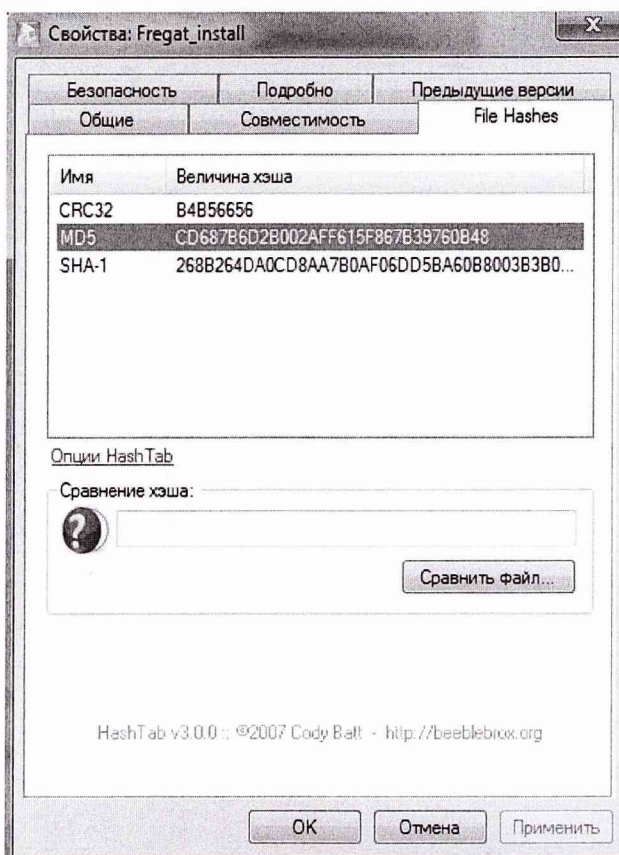 Свойства: Fregat_install
Безопасность Подробно Предыдущие версии
Общие Совместимость File Hashes
Имя Величина хэша
CRC32 B4B56656
MD5 CD687B6D2B002AFF615F867B39760B48
SHA-1 268B264DA0CD8AA7B0AF06DD5BA60B8003B3B0...
Опции HashTab
Сравнение хэша:
Сравнить файл...
HashTab v3.0.0 :: ©2007 Cody Batt - http://beeblebrox.org
OK Отмена Применить